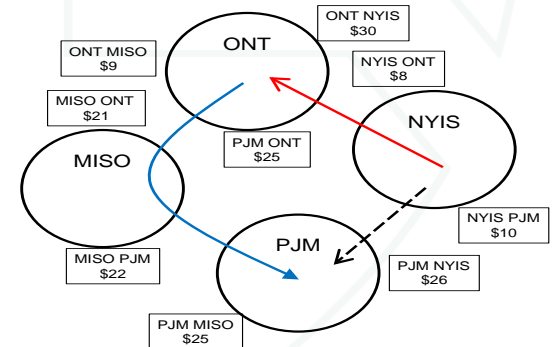 ONT NYIS
$30
ONT
ONT MISO
$9
NYIS ONT
$8
MISO ONT
$21
NYIS
PJM ONT
$25
MISO
NYIS PJM
$10
PJM
MISO PJM
$22
PJM NYIS
$26
PJM MISO
$25